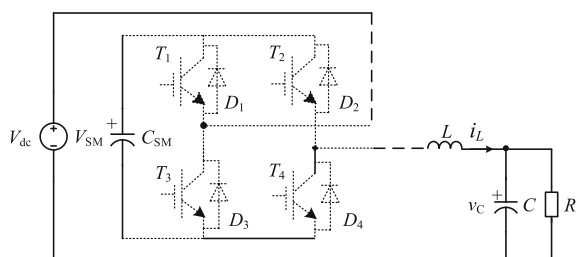 T1
T2
D1
D2
Vdc
VSM
+
CSM
L
iL
T3
T4
D3
D4
+
vC
C
R